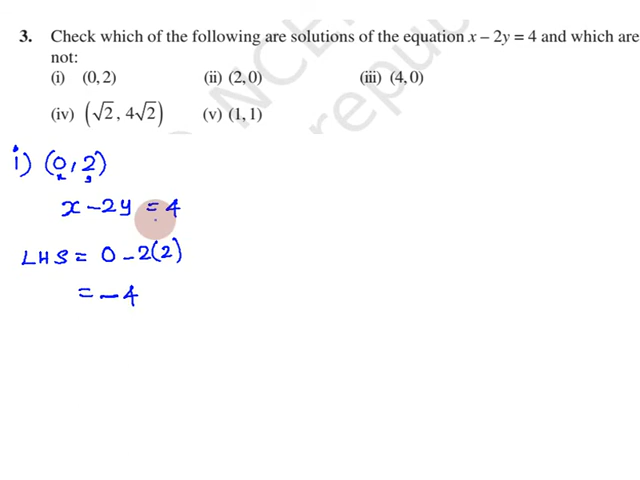 3. Check which of the following are solutions of the equation x – 2y = 4 and which are
not:
(i) (0, 2) (ii) (2, 0) (iii) (4, 0)
(iv) (√2, 4√2) (v) (1, 1)
i) (0, 2)
x y
x – 2y = 4
LHS = 0 – 2(2)
= – 4